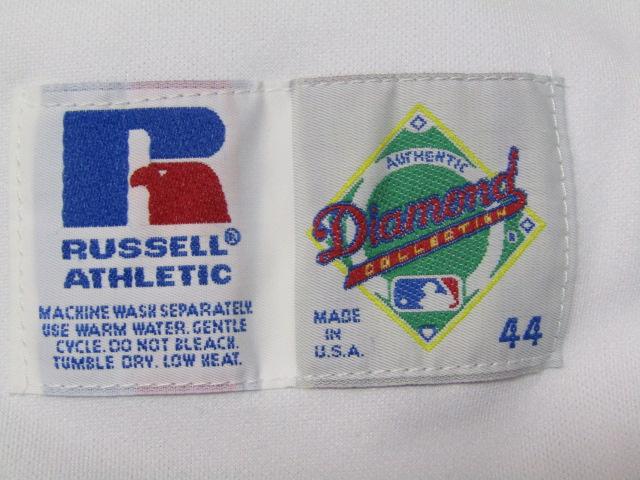 R
RUSSELL®
ATHLETIC
MACHINE WASH SEPARATELY.
USE WARM WATER. GENTLE
CYCLE. DO NOT BLEACH.
TUMBLE DRY. LOW HEAT.
AUTHENTIC
Diamond
COLLECTION
MADE
IN
U.S.A.
44